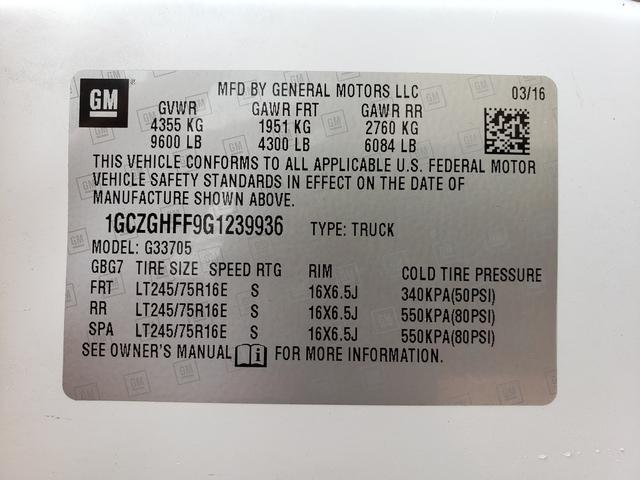 GM
MFD BY GENERAL MOTORS LLC 03/16
GVWR GAWR FRT GAWR RR
4355 KG 1951 KG 2760 KG
9600 LB 4300 LB 6084 LB
THIS VEHICLE CONFORMS TO ALL APPLICABLE U.S. FEDERAL MOTOR
VEHICLE SAFETY STANDARDS IN EFFECT ON THE DATE OF
MANUFACTURE SHOWN ABOVE.
1GCZGHFF9G1239936 TYPE: TRUCK
MODEL: G33705
GBG7 TIRE SIZE SPEED RTG RIM COLD TIRE PRESSURE
FRT LT245/75R16E S 16X6.5J 340KPA(50PSI)
RR LT245/75R16E S 16X6.5J 550KPA(80PSI)
SPA LT245/75R16E S 16X6.5J 550KPA(80PSI)
SEE OWNER'S MANUAL FOR MORE INFORMATION.